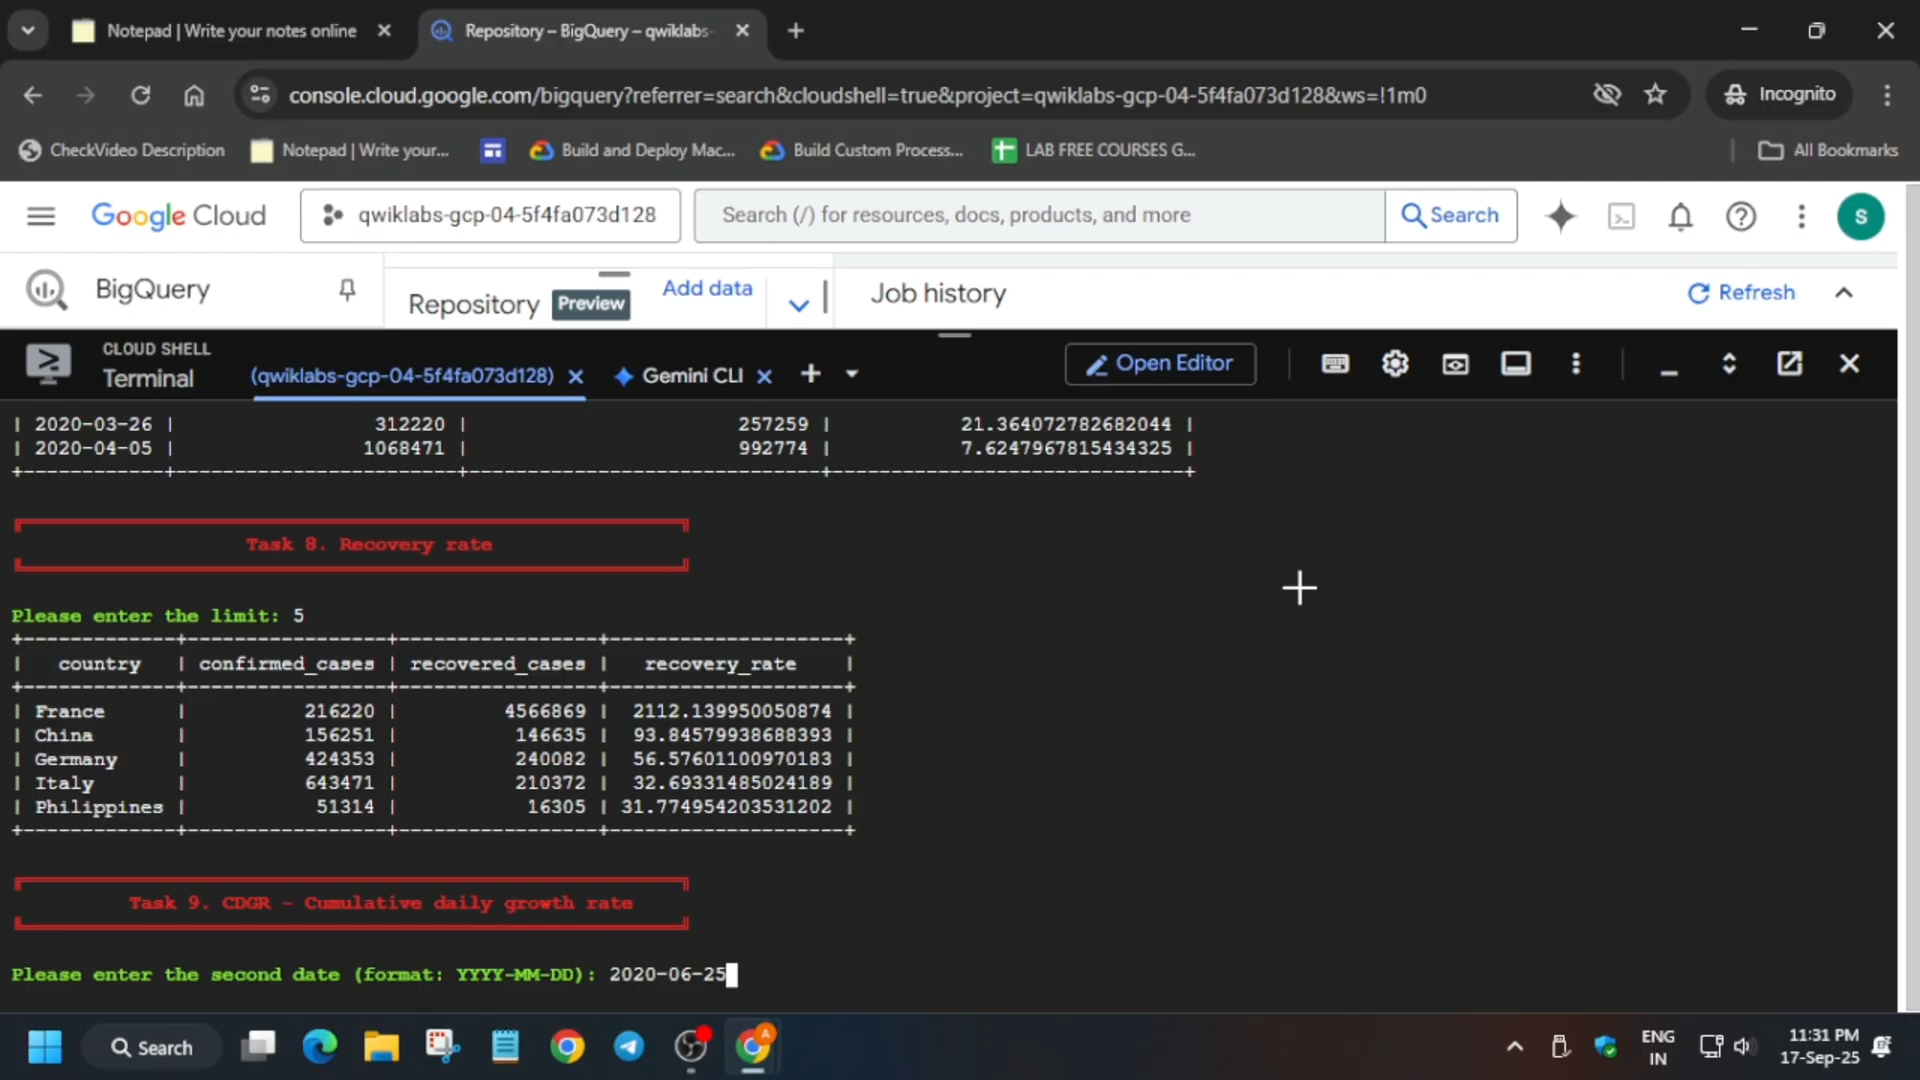 Notepad | Write your notes online
Repository – BigQuery – qwiklabs-
console.cloud.google.com/bigquery?referrer=search&cloudshell=true&project=qwiklabs-gcp-04-5f4fa073d128&ws=!1m0
Incognito
CheckVideo Description
Notepad | Write your...
Build and Deploy Mac...
Build Custom Process...
LAB FREE COURSES G...
All Bookmarks
Google Cloud
qwiklabs-gcp-04-5f4fa073d128
Search (/) for resources, docs, products, and more
Search
S
BigQuery
Repository Preview
Add data
Job history
Refresh
CLOUD SHELL
Terminal
(qwiklabs-gcp-04-5f4fa073d128)
Gemini CLI
Open Editor
| 2020-03-26 | 312220 | 257259 | 21.364072782682044 |
| 2020-04-05 | 1068471 | 992774 | 7.6247967815434325 |
Task 8. Recovery rate
Please enter the limit: 5
| country | confirmed_cases | recovered_cases | recovery_rate |
| France | 216220 | 4566869 | 2112.139950050874 |
| China | 156251 | 146635 | 93.84579938688393 |
| Germany | 424353 | 240082 | 56.57601100970183 |
| Italy | 643471 | 210372 | 32.69331485024189 |
| Philippines | 51314 | 16305 | 31.774954203531202 |
Task 9. CDGR - Cumulative daily growth rate
Please enter the second date (format: YYYY-MM-DD): 2020-06-25
Search
A
ENG
IN
11:31 PM
17-Sep-25